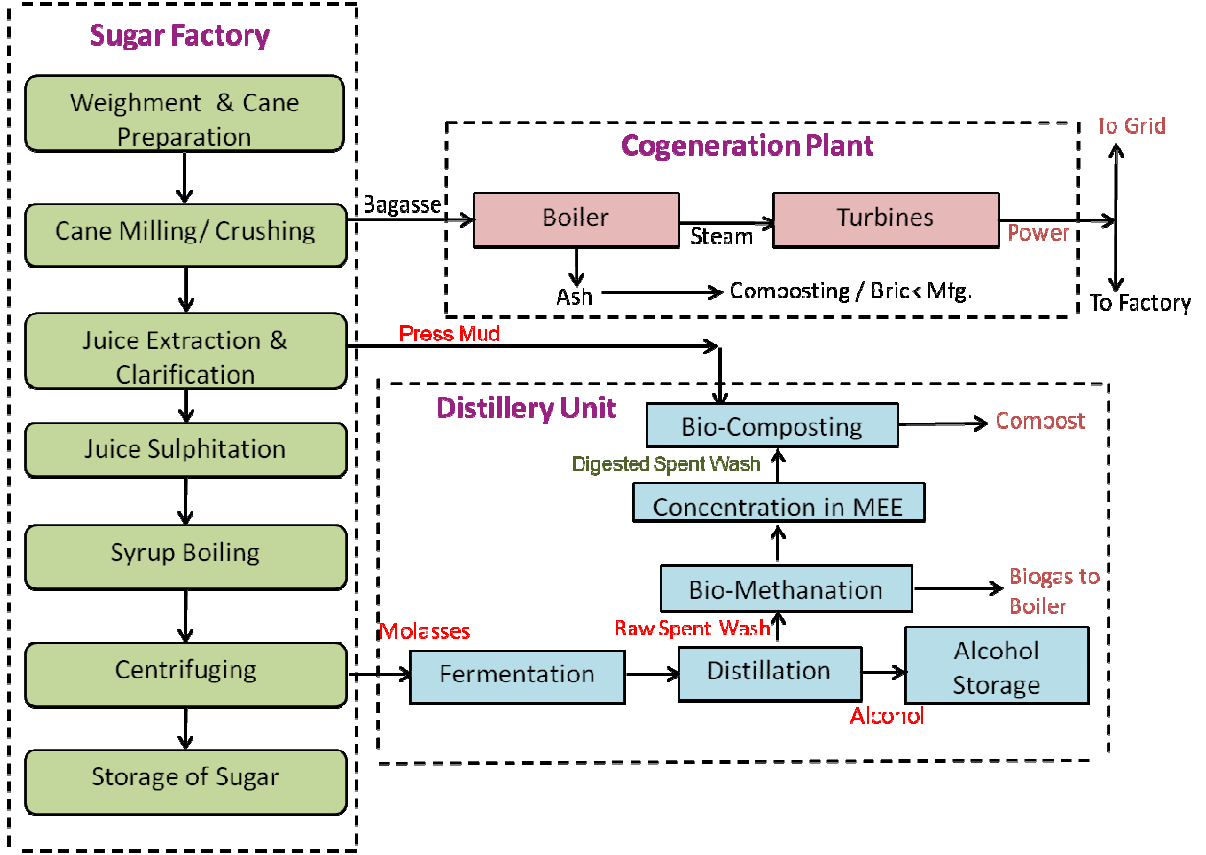 Sugar Factory
Weighment & Cane
Preparation
Cane Milling/ Crushing
Juice Extraction &
Clarification
Juice Sulphitation
Syrup Boiling
Centrifuging
Storage of Sugar
Bagasse
Cogeneration Plant
Boiler
Steam
Turbines
Power
To Grid
To Factory
Ash
Composting / Brick Mfg.
Press Mud
Distillery Unit
Bio-Composting
Compost
Digested Spent Wash
Concentration in MEE
Bio-Methanation
Biogas to
Boiler
Raw Spent Wash
Molasses
Fermentation
Distillation
Alcohol
Alcohol
Storage